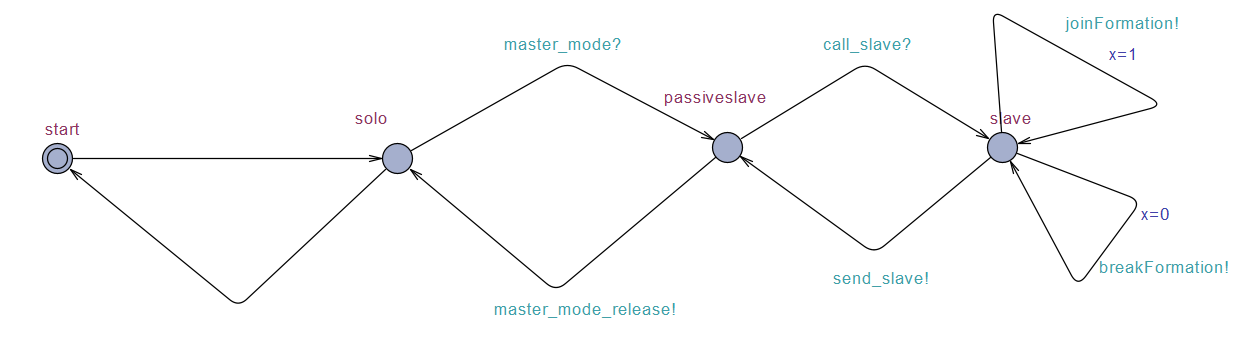 joinFormation!
master_mode?
call_slave?
x=1
passiveslave
solo
slave
start
x=0
breakFormation!
send_slave!
master_mode_release!